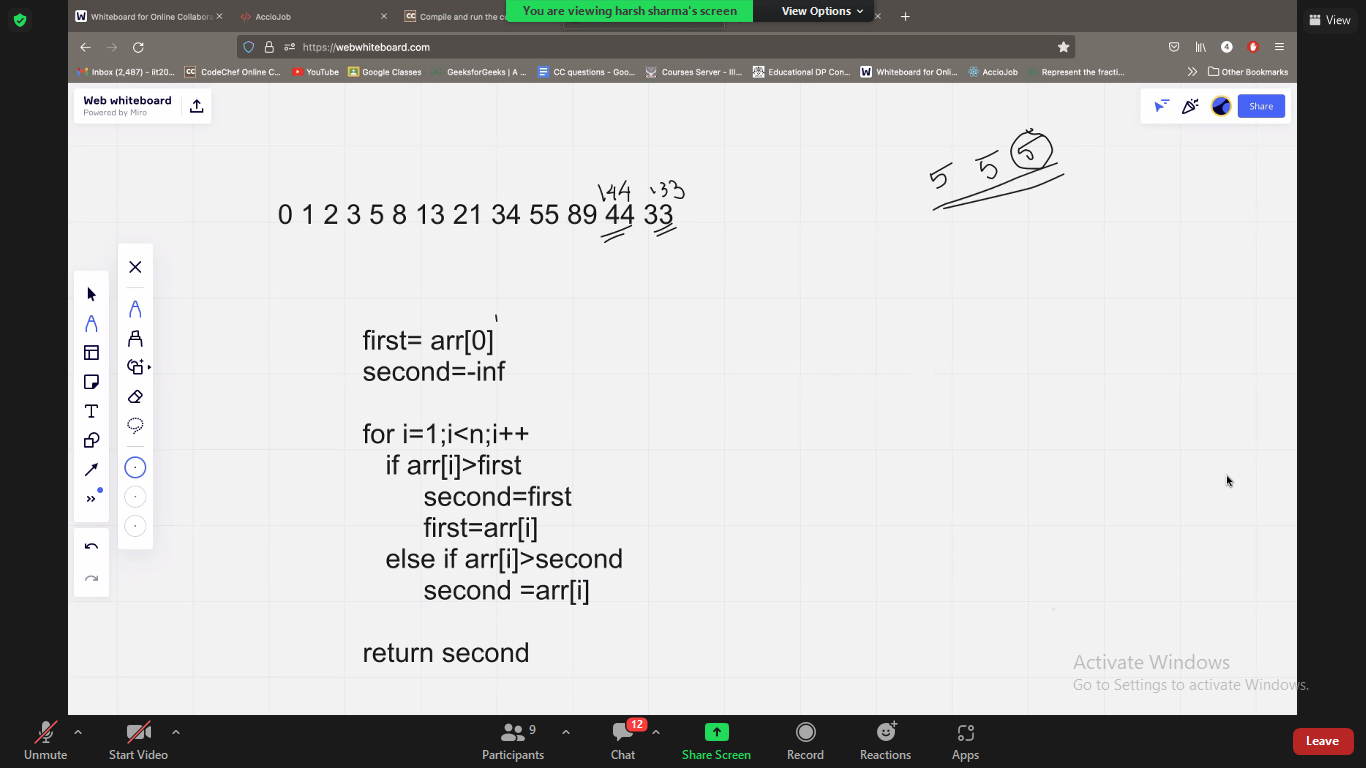 You are viewing harsh sharma's screen
View Options
View
Whiteboard for Online Collabora
AccioJob
Compile and run the c
https://webwhiteboard.com
4
Inbox (2,487) – iit20...
CodeChef Online C...
YouTube
Google Classes
GeeksforGeeks | A ...
CC questions - Goo...
Courses Server - III...
Educational DP Con...
Whiteboard for Onli...
AccioJob
Represent the fracti...
Other Bookmarks
Web whiteboard
Powered by Miro
Share
5 5 5
144 133
0 1 2 3 5 8 13 21 34 55 89 44 33
first= arr[0]
second=-inf
for i=1;i<n;i++
if arr[i]>first
second=first
first=arr[i]
else if arr[i]>second
second =arr[i]
return second
Activate Windows
Go to Settings to activate Windows.
Unmute
Start Video
Participants
9
Chat
12
Share Screen
Record
Reactions
Apps
Leave